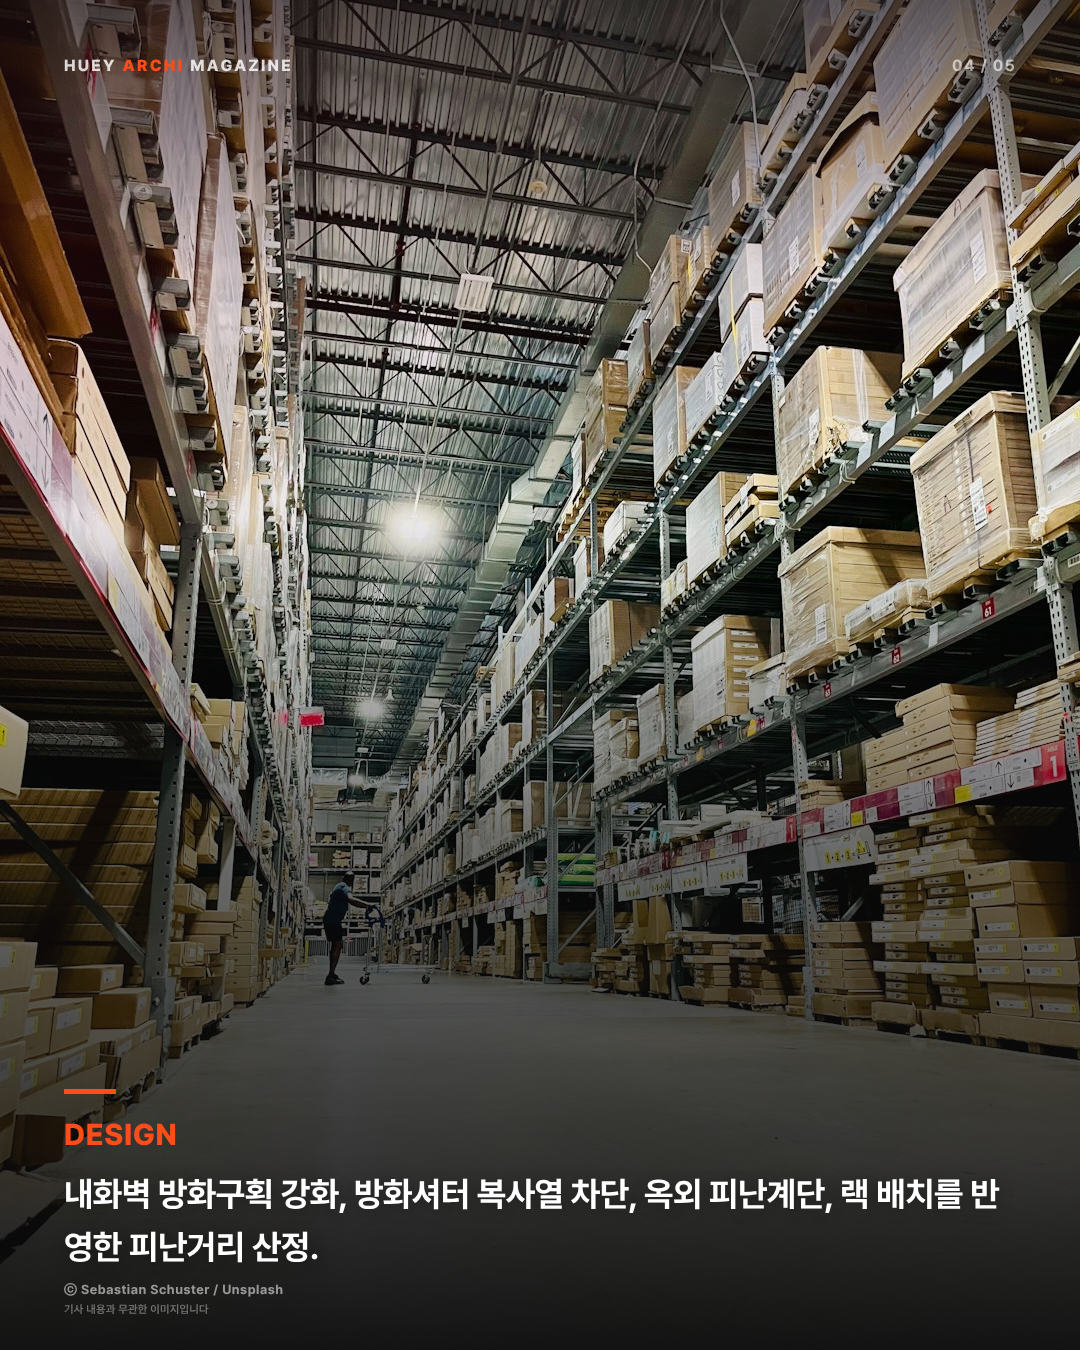 HUEY ARCHI MAGAZINE
04 / 05
61
1
DESIGN
내화벽 방화구획 강화, 방화셔터 복사열 차단, 옥외 피난계단, 랙 배치를 반
영한 피난거리 산정.
© Sebastian Schuster / Unsplash
기사 내용과 무관한 이미지입니다